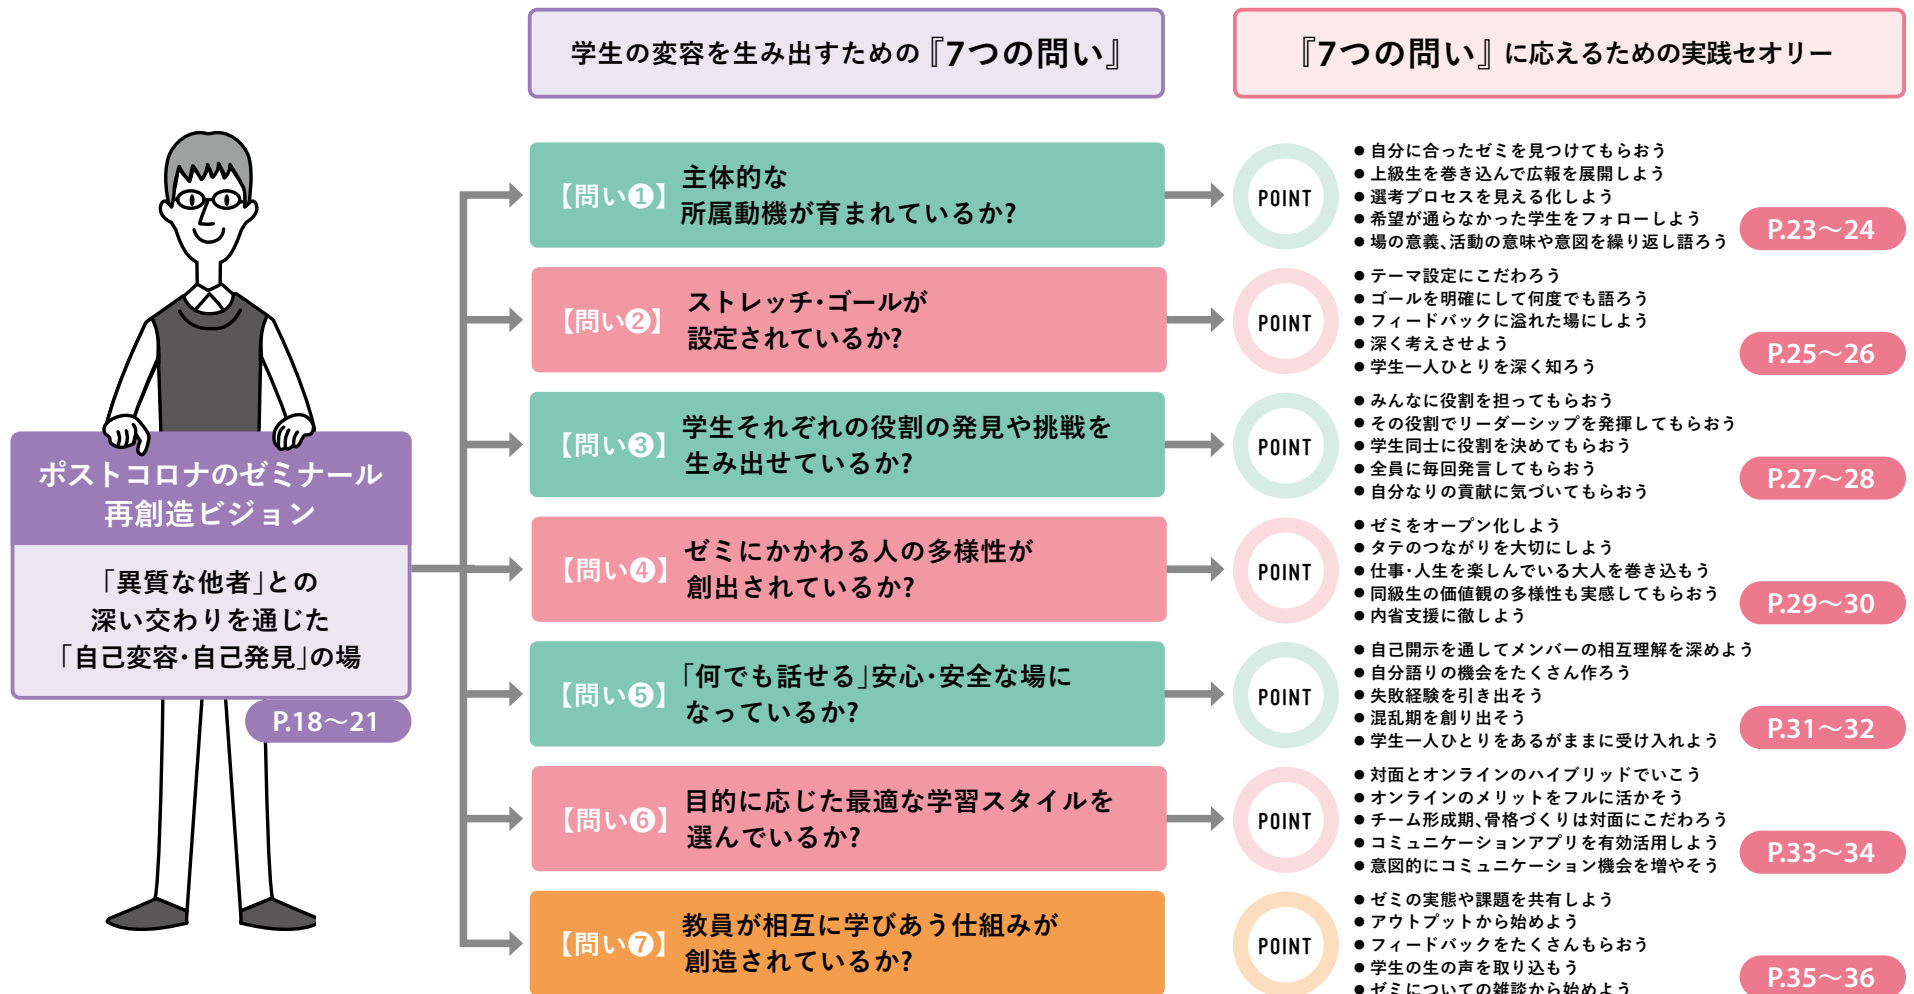 学生の変容を生み出すための『7つの問い』
『7つの問い』に応えるための実践セオリー
ポストコロナのゼミナール
再創造ビジョン
「異質な他者」との
深い交わりを通じた
「自己変容・自己発見」の場
P.18〜21
【問い❶】
主体的な
所属動機が育まれているか?
POINT
● 自分に合ったゼミを見つけてもらおう
● 上級生を巻き込んで広報を展開しよう
● 選考プロセスを見える化しよう
● 希望が通らなかった学生をフォローしよう
● 場の意義、活動の意味や意図を繰り返し語ろう
P.23〜24
【問い❷】
ストレッチ・ゴールが
設定されているか?
POINT
● テーマ設定にこだわろう
● ゴールを明確にして何度でも語ろう
● フィードバックに溢れた場にしよう
● 深く考えさせよう
● 学生一人ひとりを深く知ろう
P.25〜26
【問い❸】
学生それぞれの役割の発見や挑戦を
生み出せているか?
POINT
● みんなに役割を担ってもらおう
● その役割でリーダーシップを発揮してもらおう
● 学生同士に役割を決めてもらおう
● 全員に毎回発言してもらおう
● 自分なりの貢献に気づいてもらおう
P.27〜28
【問い❹】
ゼミにかかわる人の多様性が
創出されているか?
POINT
● ゼミをオープン化しよう
● タテのつながりを大切にしよう
● 仕事・人生を楽しんでいる大人を巻き込もう
● 同級生の価値観の多様性も実感してもらおう
● 内省支援に徹しよう
P.29〜30
【問い❺】
「何でも話せる」安心・安全な場に
なっているか?
POINT
● 自己開示を通してメンバーの相互理解を深めよう
● 自分語りの機会をたくさん作ろう
● 失敗経験を引き出そう
● 混乱期を創り出そう
● 学生一人ひとりをあるがままに受け入れよう
P.31〜32
【問い❻】
目的に応じた最適な学習スタイルを
選んでいるか?
POINT
● 対面とオンラインのハイブリッドでいこう
● オンラインのメリットをフルに活かそう
● チーム形成期、骨格づくりは対面にこだわろう
● コミュニケーションアプリを有効活用しよう
● 意図的にコミュニケーション機会を増やそう
P.33〜34
【問い❼】
教員が相互に学びあう仕組みが
創造されているか?
POINT
● ゼミの実態や課題を共有しよう
● アウトプットから始めよう
● フィードバックをたくさんもらおう
● 学生の生の声を取り込もう
● ゼミについての雑談から始めよう
P.35〜36